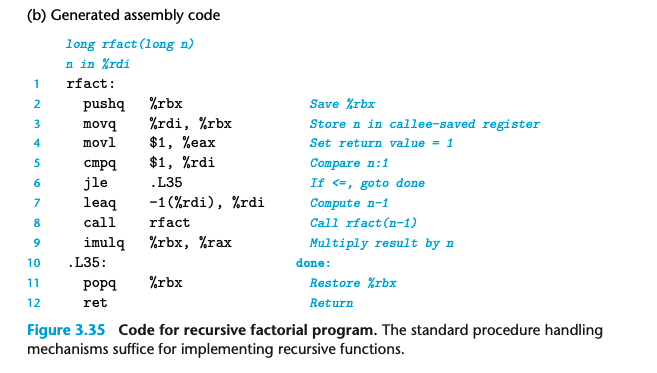 (b) Generated assembly code
long rfact(long n)
n in %rdi
1 rfact:
2 pushq %rbx Save %rbx
3 movq %rdi, %rbx Store n in callee-saved register
4 movl $1, %eax Set return value = 1
5 cmpq $1, %rdi Compare n:1
6 jle .L35 If <=, goto done
7 leaq -1(%rdi), %rdi Compute n-1
8 call rfact Call rfact(n-1)
9 imulq %rbx, %rax Multiply result by n
10 .L35: done:
11 popq %rbx Restore %rbx
12 ret Return
Figure 3.35 Code for recursive factorial program. The standard procedure handling
mechanisms suffice for implementing recursive functions.